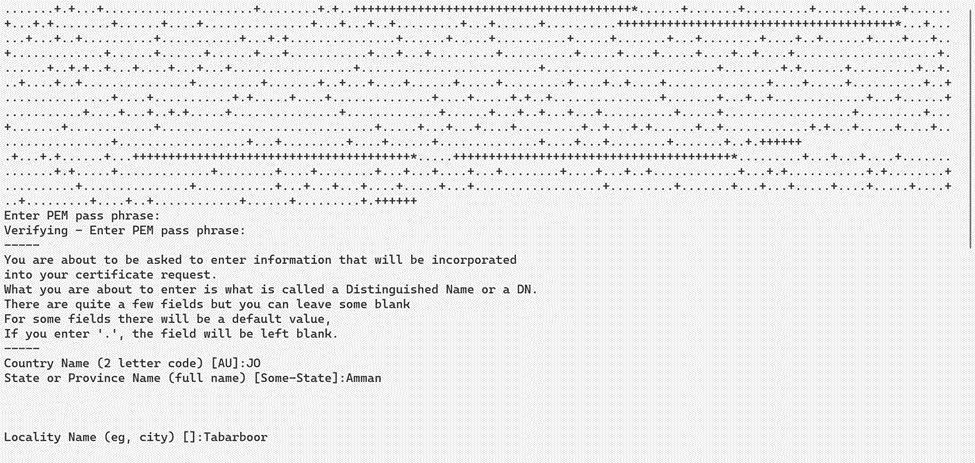 Enter PEM pass phrase:
Verifying - Enter PEM pass phrase:
-----
You are about to be asked to enter information that will be incorporated
into your certificate request.
What you are about to enter is what is called a Distinguished Name or a DN.
There are quite a few fields but you can leave some blank
For some fields there will be a default value,
If you enter '.', the field will be left blank.
-----
Country Name (2 letter code) [AU]:JO
State or Province Name (full name) [Some-State]:Amman
Locality Name (eg, city) []:Tabarboor